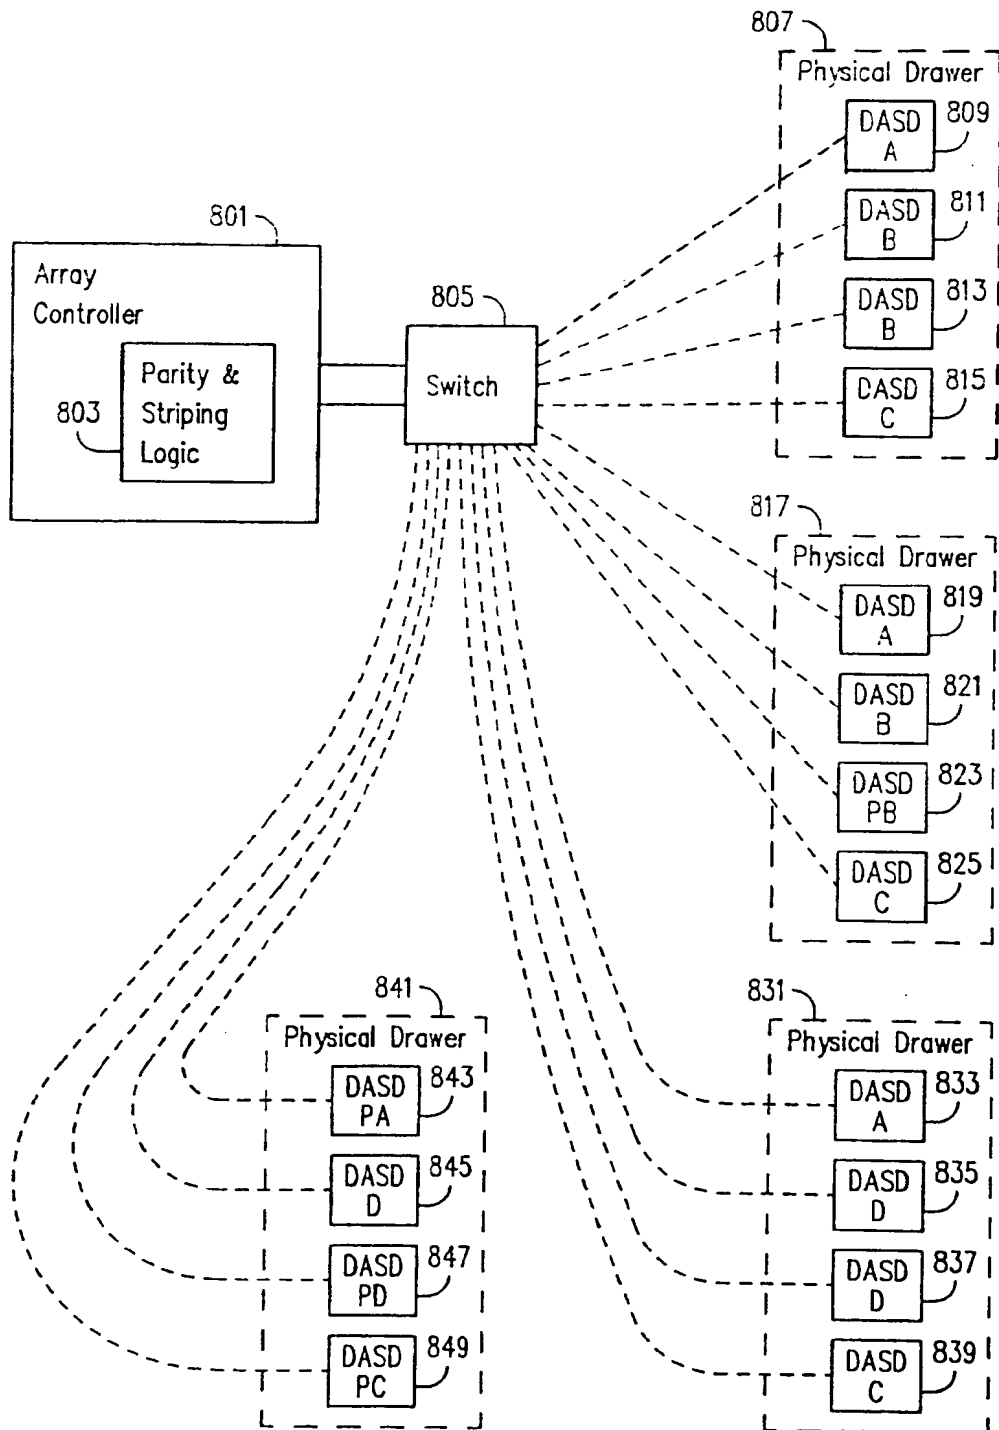 807
Physical Drawer
DASD
A
809
DASD
B
811
DASD
B
813
DASD
C
815
801
Array
Controller
803
Parity &
Striping
Logic
805
Switch
817
Physical Drawer
DASD
A
819
DASD
B
821
DASD
PB
823
DASD
C
825
841
Physical Drawer
DASD
PA
843
DASD
D
845
DASD
PD
847
DASD
PC
849
831
Physical Drawer
DASD
A
833
DASD
D
835
DASD
D
837
DASD
C
839